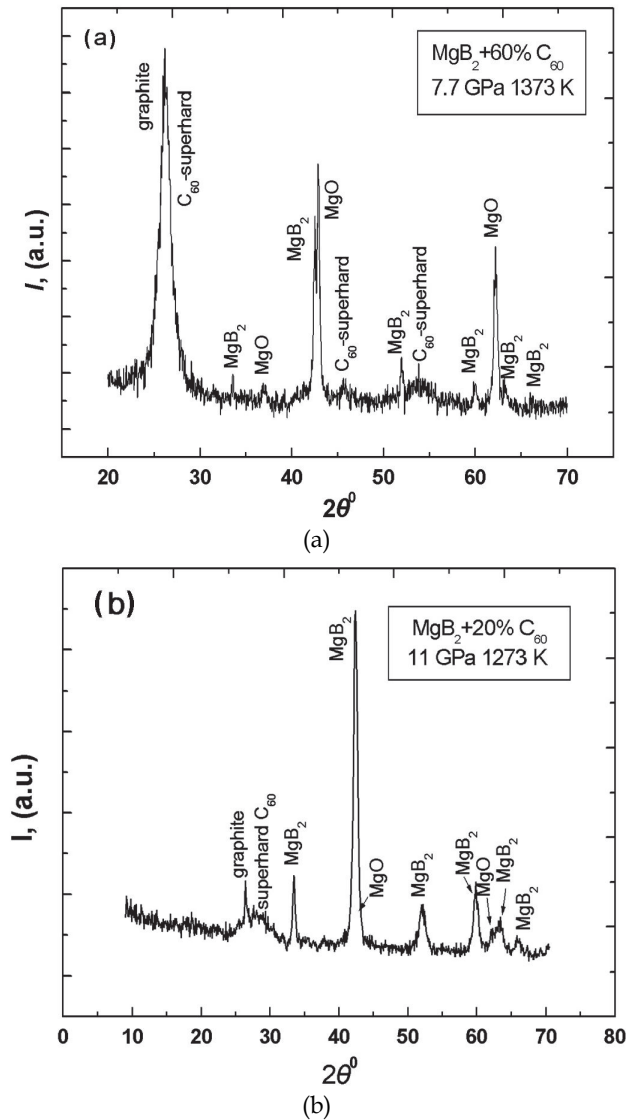 (a)
MgB₂+60% C₆₀
7.7 GPa 1373 K
graphite
C₆₀-superhard
MgB₂
MgO
MgB₂
MgO
C₆₀-superhard
MgB₂
C₆₀-superhard
MgB₂
MgO
MgB₂
MgB₂
I, (a.u.)
20 30 40 50 60 70
2θ⁰
(a)
(b)
MgB₂+20% C₆₀
11 GPa 1273 K
graphite
superhard C₆₀
MgB₂
MgB₂
MgO
MgB₂
MgB₂
MgO
MgB₂
MgB₂
I, (a.u.)
0 10 20 30 40 50 60 70 80
2θ⁰
(b)